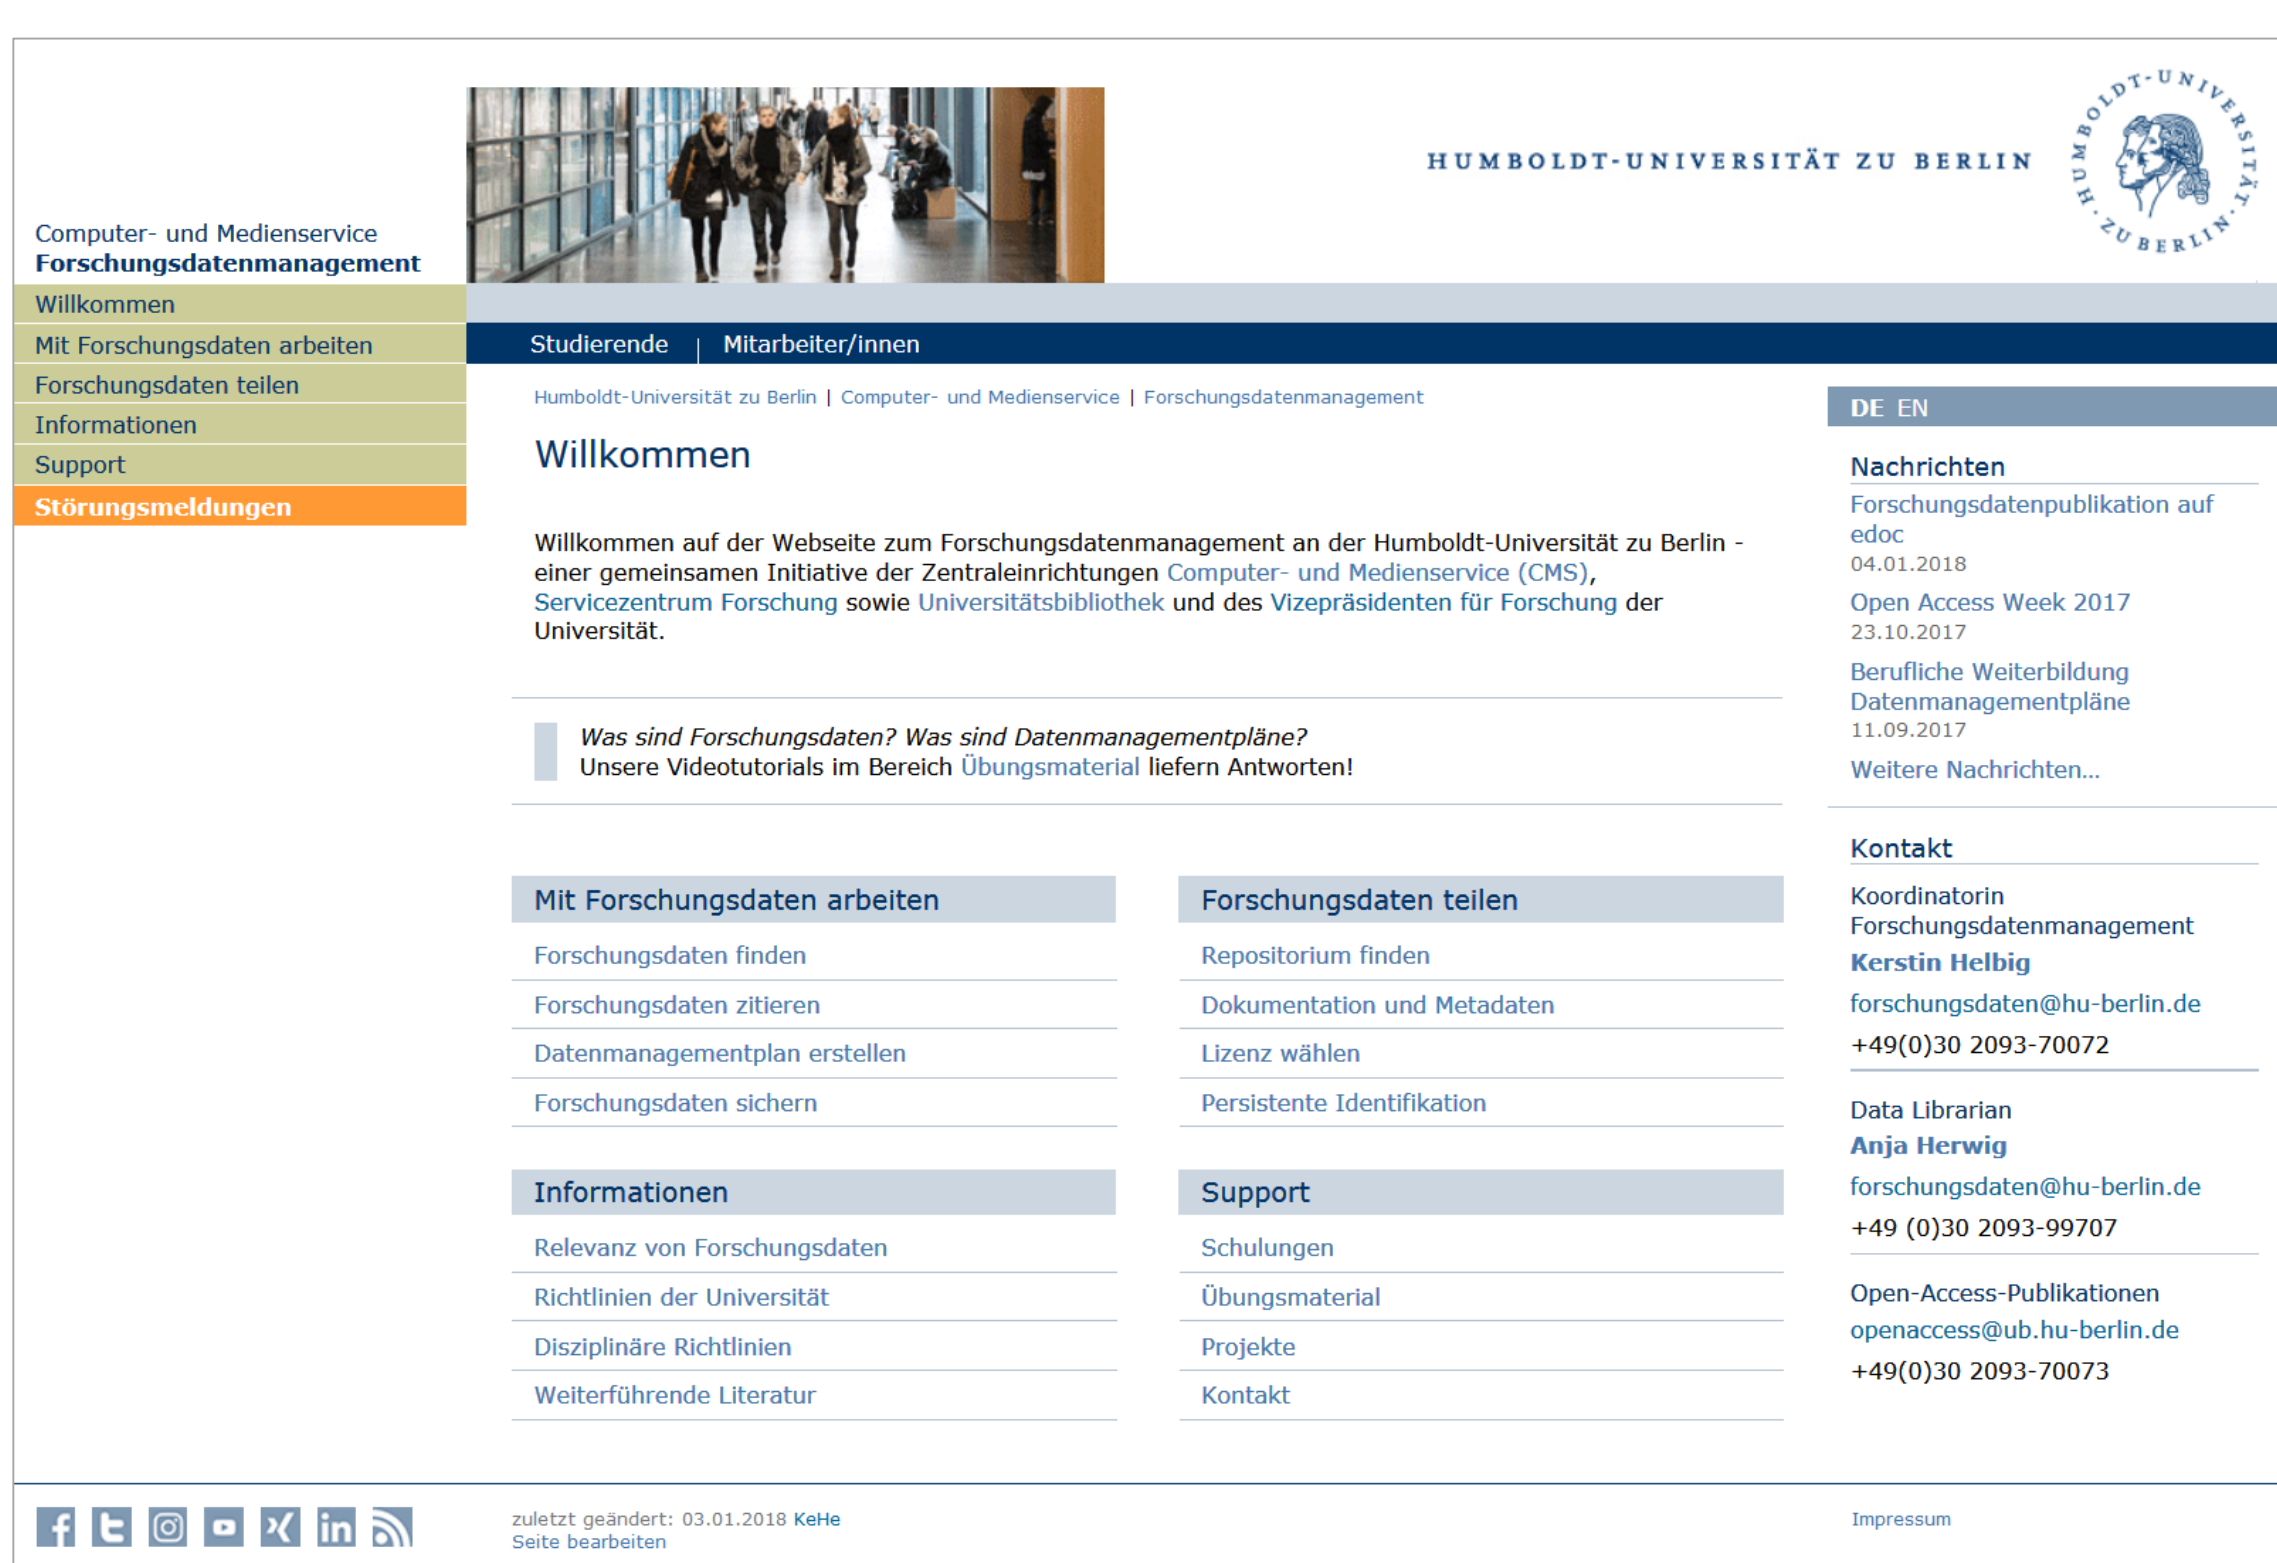 HUMBOLDT-UNIVERSITÄT ZU BERLIN
HUMBOLDT-UNIVERSITÄT · ZU BERLIN ·
Computer- und Medienservice
Forschungsdatenmanagement
Willkommen
Mit Forschungsdaten arbeiten
Forschungsdaten teilen
Informationen
Support
Störungsmeldungen
Studierende | Mitarbeiter/innen
Humboldt-Universität zu Berlin | Computer- und Medienservice | Forschungsdatenmanagement
Willkommen
Willkommen auf der Webseite zum Forschungsdatenmanagement an der Humboldt-Universität zu Berlin -
einer gemeinsamen Initiative der Zentraleinrichtungen Computer- und Medienservice (CMS),
Servicezentrum Forschung sowie Universitätsbibliothek und des Vizepräsidenten für Forschung der
Universität.
Was sind Forschungsdaten? Was sind Datenmanagementpläne?
Unsere Videotutorials im Bereich Übungsmaterial liefern Antworten!
Mit Forschungsdaten arbeiten
Forschungsdaten finden
Forschungsdaten zitieren
Datenmanagementplan erstellen
Forschungsdaten sichern
Forschungsdaten teilen
Repositorium finden
Dokumentation und Metadaten
Lizenz wählen
Persistente Identifikation
Informationen
Relevanz von Forschungsdaten
Richtlinien der Universität
Disziplinäre Richtlinien
Weiterführende Literatur
Support
Schulungen
Übungsmaterial
Projekte
Kontakt
DE EN
Nachrichten
Forschungsdatenpublikation auf
edoc
04.01.2018
Open Access Week 2017
23.10.2017
Berufliche Weiterbildung
Datenmanagementpläne
11.09.2017
Weitere Nachrichten...
Kontakt
Koordinatorin
Forschungsdatenmanagement
Kerstin Helbig
forschungsdaten@hu-berlin.de
+49(0)30 2093-70072
Data Librarian
Anja Herwig
forschungsdaten@hu-berlin.de
+49 (0)30 2093-99707
Open-Access-Publikationen
openaccess@ub.hu-berlin.de
+49(0)30 2093-70073
zuletzt geändert: 03.01.2018 KeHe
Seite bearbeiten
Impressum